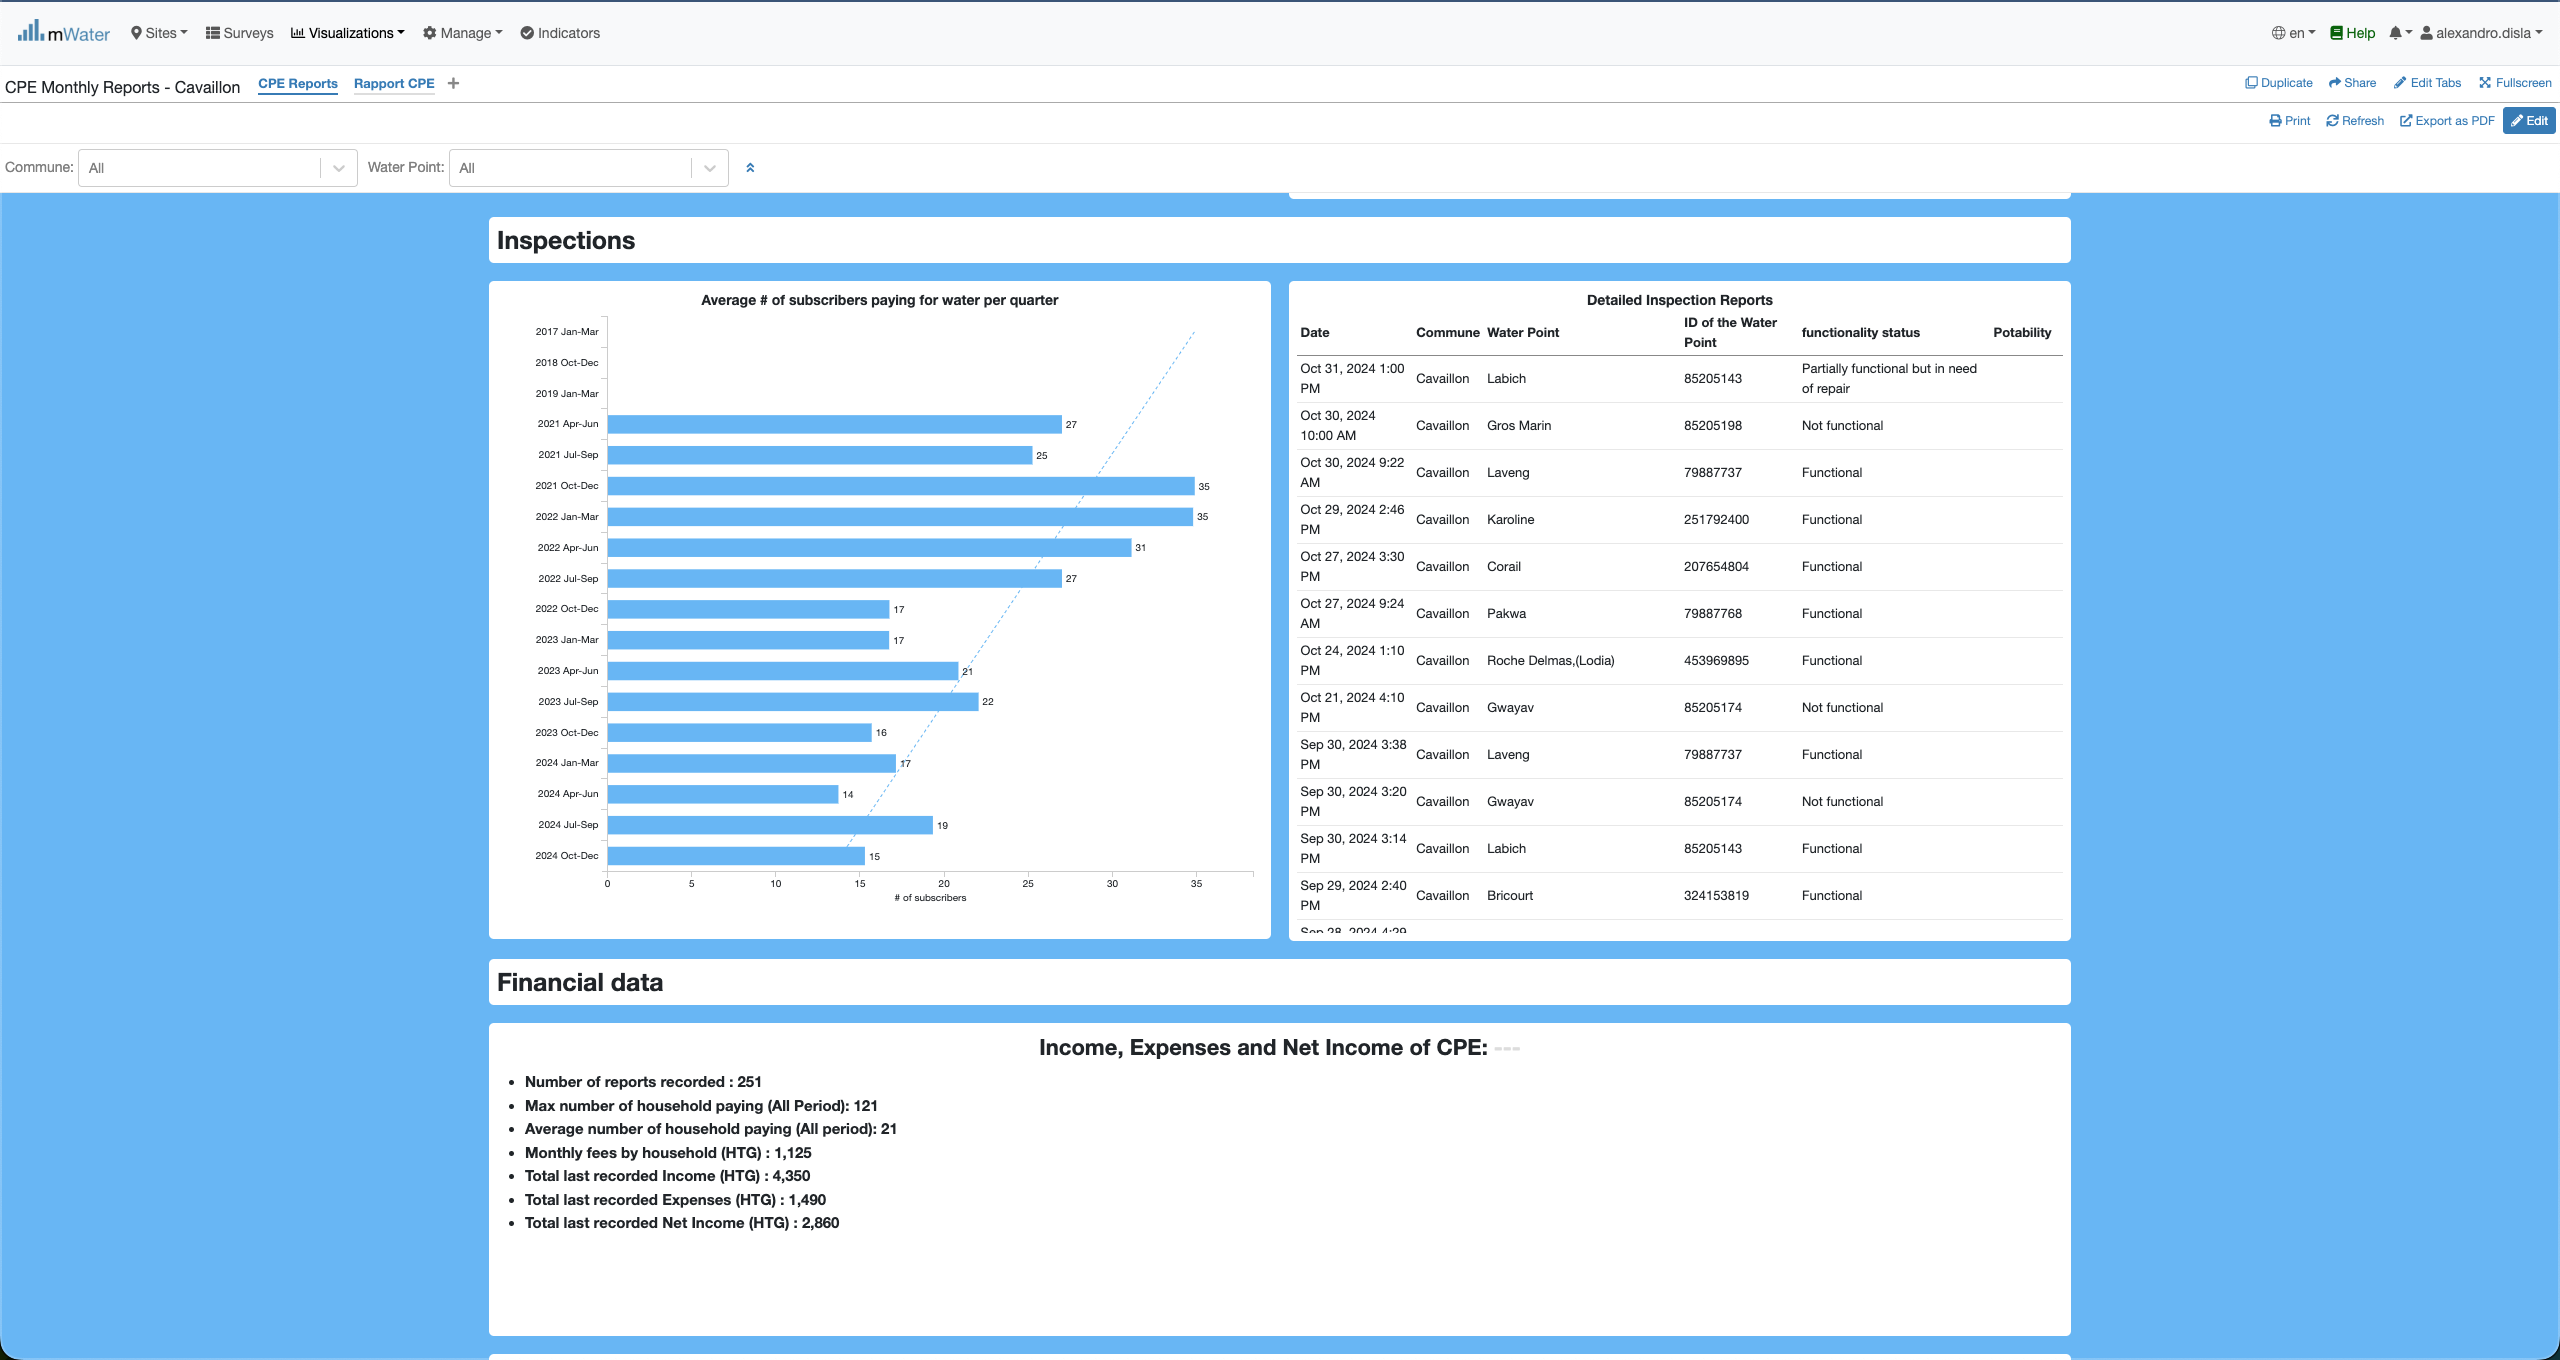 mWater Sites Surveys Visualizations Manage Indicators en Help alexandro.disla
CPE Monthly Reports - Cavaillon CPE Reports Rapport CPE + Duplicate Share Edit Tabs Fullscreen
Print Refresh Export as PDF Edit
Commune: All Water Point: All
Inspections
Average # of subscribers paying for water per quarter
2017 Jan-Mar
2018 Oct-Dec
2019 Jan-Mar
2021 Apr-Jun 27
2021 Jul-Sep 25
2021 Oct-Dec 35
2022 Jan-Mar 35
2022 Apr-Jun 31
2022 Jul-Sep 27
2022 Oct-Dec 17
2023 Jan-Mar 17
2023 Apr-Jun 21
2023 Jul-Sep 22
2023 Oct-Dec 16
2024 Jan-Mar 17
2024 Apr-Jun 14
2024 Jul-Sep 19
2024 Oct-Dec 15
0 5 10 15 20 25 30 35
# of subscribers
Detailed Inspection Reports
Date Commune Water Point ID of the Water functionality status Potability
Point
Oct 31, 2024 1:00 Cavaillon Labich 85205143 Partially functional but in need
PM of repair
Oct 30, 2024 Cavaillon Gros Marin 85205198 Not functional
10:00 AM
Oct 30, 2024 9:22 Cavaillon Laveng 79887737 Functional
AM
Oct 29, 2024 2:46 Cavaillon Karoline 251792400 Functional
PM
Oct 27, 2024 3:30 Cavaillon Corail 207654804 Functional
PM
Oct 27, 2024 9:24 Cavaillon Pakwa 79887768 Functional
AM
Oct 24, 2024 1:10 Cavaillon Roche Delmas,(Lodia) 453969895 Functional
PM
Oct 21, 2024 4:10 Cavaillon Gwayav 85205174 Not functional
PM
Sep 30, 2024 3:38 Cavaillon Laveng 79887737 Functional
PM
Sep 30, 2024 3:20 Cavaillon Gwayav 85205174 Not functional
PM
Sep 30, 2024 3:14 Cavaillon Labich 85205143 Functional
PM
Sep 29, 2024 2:40 Cavaillon Bricourt 324153819 Functional
PM
Sep 28, 2024 4:29
Financial data
Income, Expenses and Net Income of CPE: ---
• Number of reports recorded : 251
• Max number of household paying (All Period): 121
• Average number of household paying (All period): 21
• Monthly fees by household (HTG) : 1,125
• Total last recorded Income (HTG) : 4,350
• Total last recorded Expenses (HTG) : 1,490
• Total last recorded Net Income (HTG) : 2,860